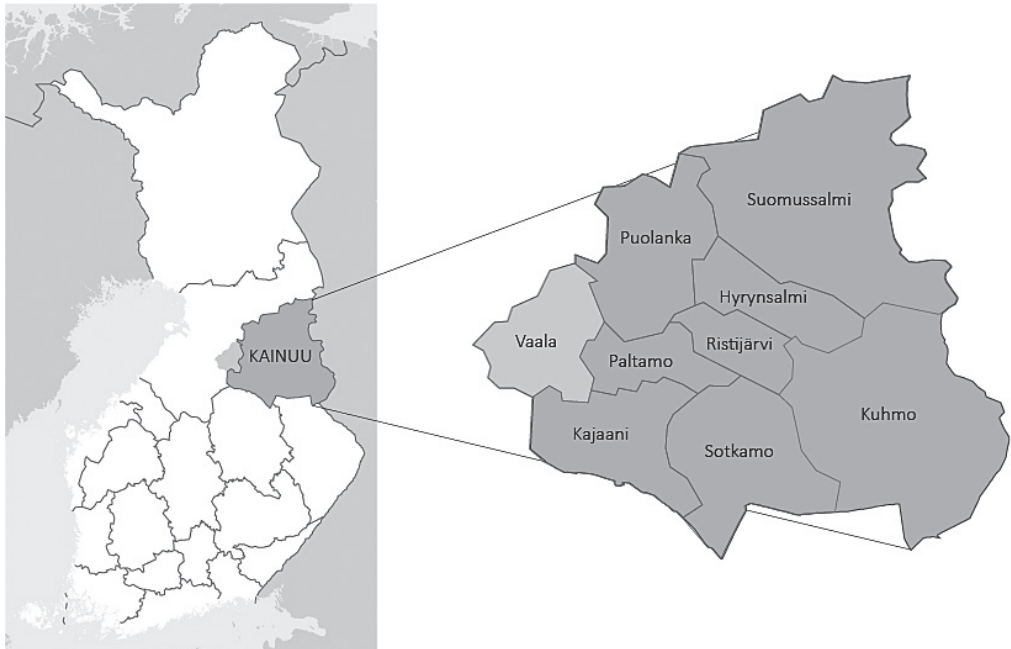 KAINUU
Suomussalmi
Puolanka
Hyrynsalmi
Vaala
Ristijärvi
Paltamo
Kuhmo
Kajaani
Sotkamo